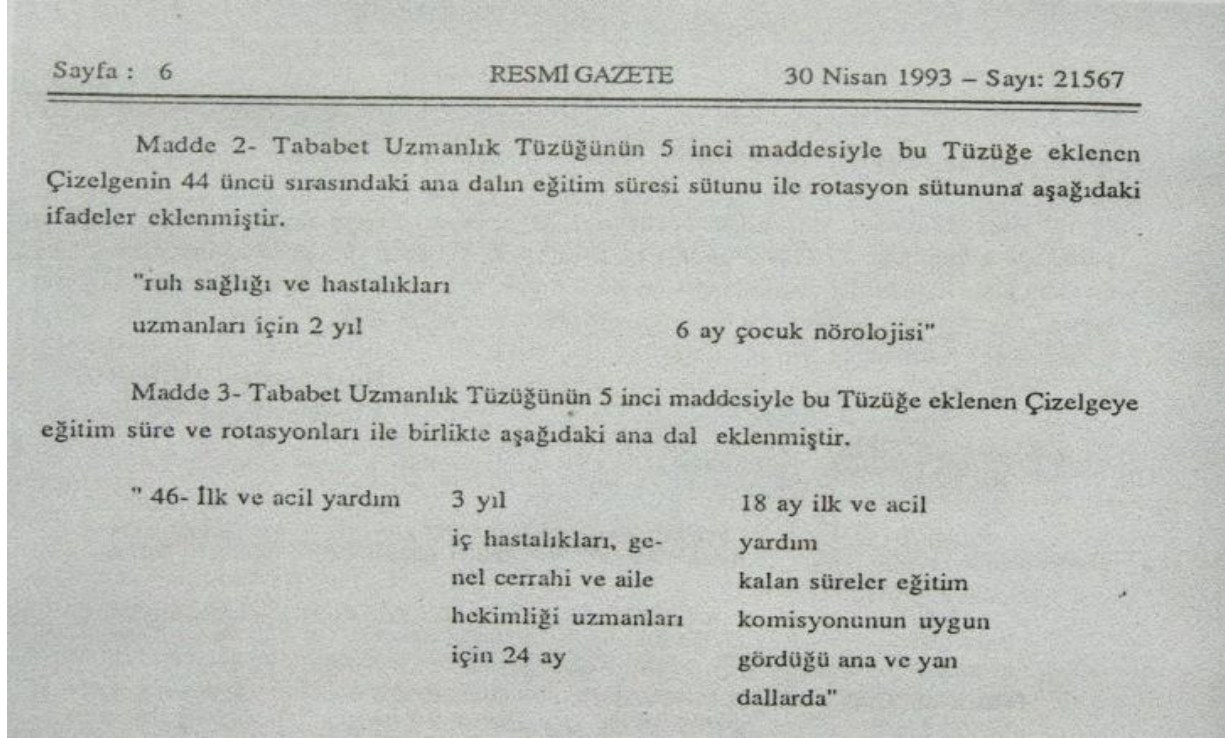 Sayfa : 6 RESMİ GAZETE 30 Nisan 1993 – Sayı: 21567
Madde 2- Tababet Uzmanlık Tüzüğünün 5 inci maddesiyle bu Tüzüğe eklenen
Çizelgenin 44 üncü sırasındaki ana dalın eğitim süresi sütunu ile rotasyon sütununa aşağıdaki
ifadeler eklenmiştir.
"ruh sağlığı ve hastalıkları
uzmanları için 2 yıl 6 ay çocuk nörolojisi"
Madde 3- Tababet Uzmanlık Tüzüğünün 5 inci maddesiyle bu Tüzüğe eklenen Çizelgeye
eğitim süre ve rotasyonları ile birlikte aşağıdaki ana dal eklenmiştir.
" 46- İlk ve acil yardım 3 yıl 18 ay ilk ve acil
iç hastalıkları, ge- yardım
nel cerrahi ve aile kalan süreler eğitim
hekimliği uzmanları komisyonunun uygun
için 24 ay gördüğü ana ve yan
dallarda"